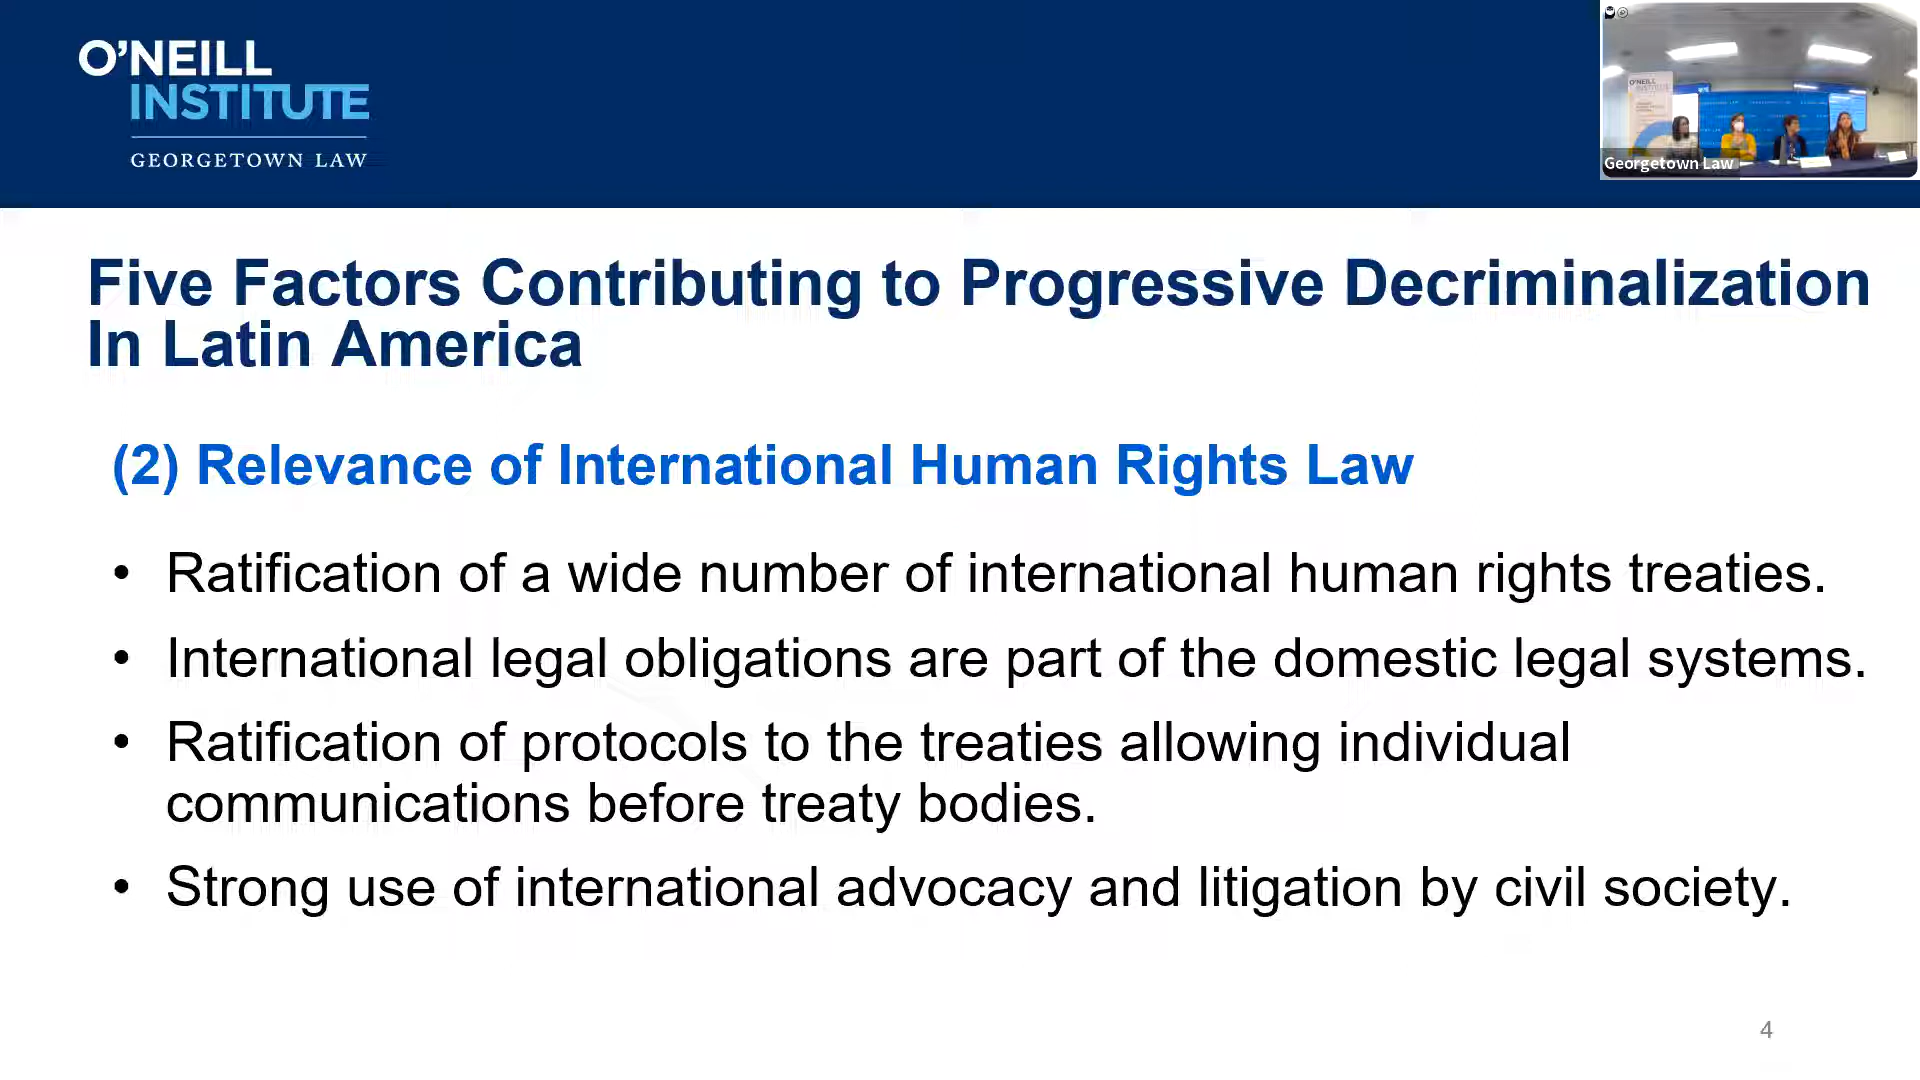 O’NEILL
INSTITUTE
GEORGETOWN LAW
O'NEILL
INSTITUTE
Georgetown Law
Five Factors Contributing to Progressive Decriminalization
In Latin America
(2) Relevance of International Human Rights Law
• Ratification of a wide number of international human rights treaties.
• International legal obligations are part of the domestic legal systems.
• Ratification of protocols to the treaties allowing individual
communications before treaty bodies.
• Strong use of international advocacy and litigation by civil society.
4